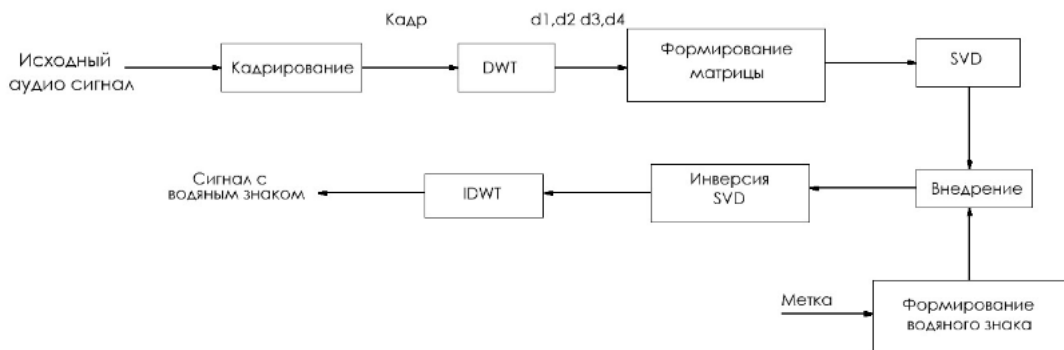 Кадр
d1,d2 d3,d4
Исходный
аудио сигнал
Кадрирование
DWT
Формирование
матрицы
SVD
Сигнал с
водяным знаком
IDWT
Инверсия
SVD
Внедрение
Метка
Формирование
водяного знака